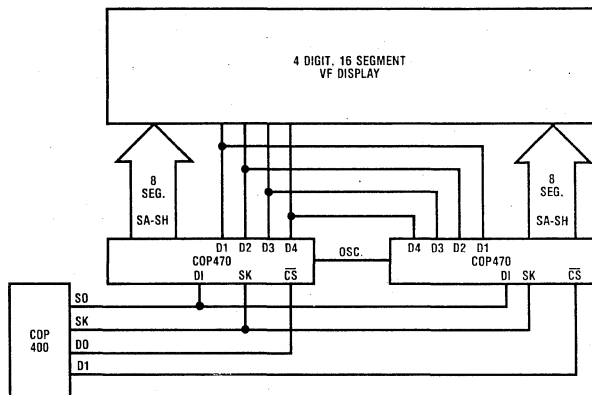 4 DIGIT, 16 SEGMENT
VF DISPLAY
8
SEG.
SA-SH
8
SEG.
SA-SH
D1 D2 D3 D4
COP470
DI SK CS
OSC.
D4 D3 D2 D1
COP470
DI SK CS
COP
400
SO
SK
DO
D1